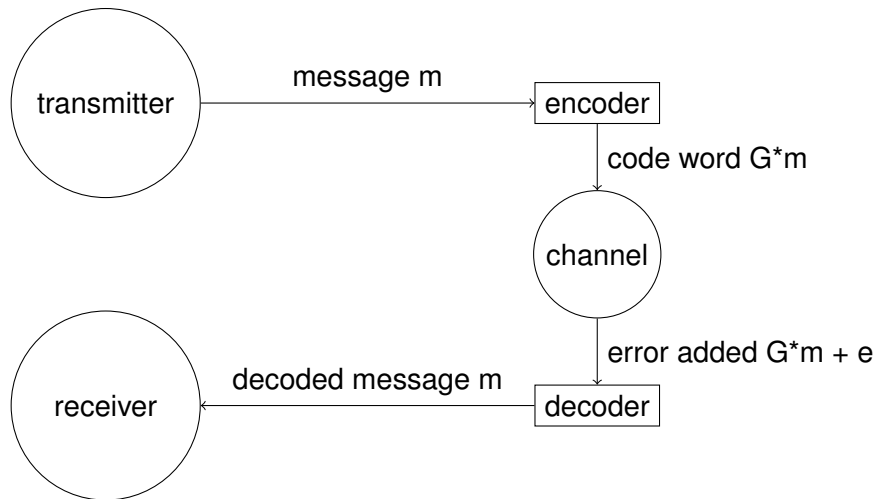 transmitter
message m
encoder
code word G*m
channel
error added G*m + e
decoder
decoded message m
receiver